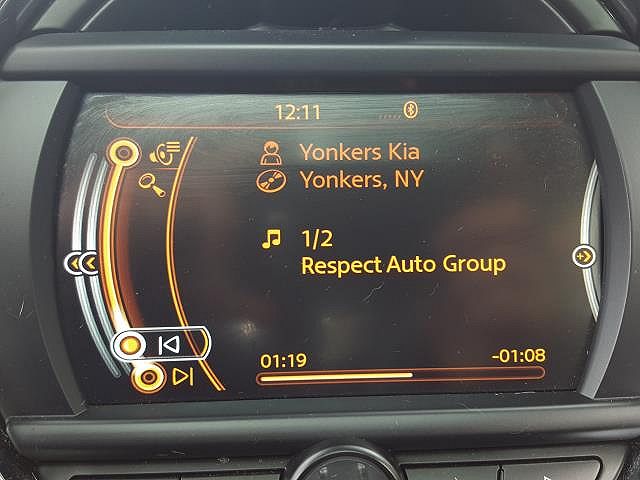 12:11
Yonkers Kia
Yonkers, NY
1/2
Respect Auto Group
01:19 -01:08